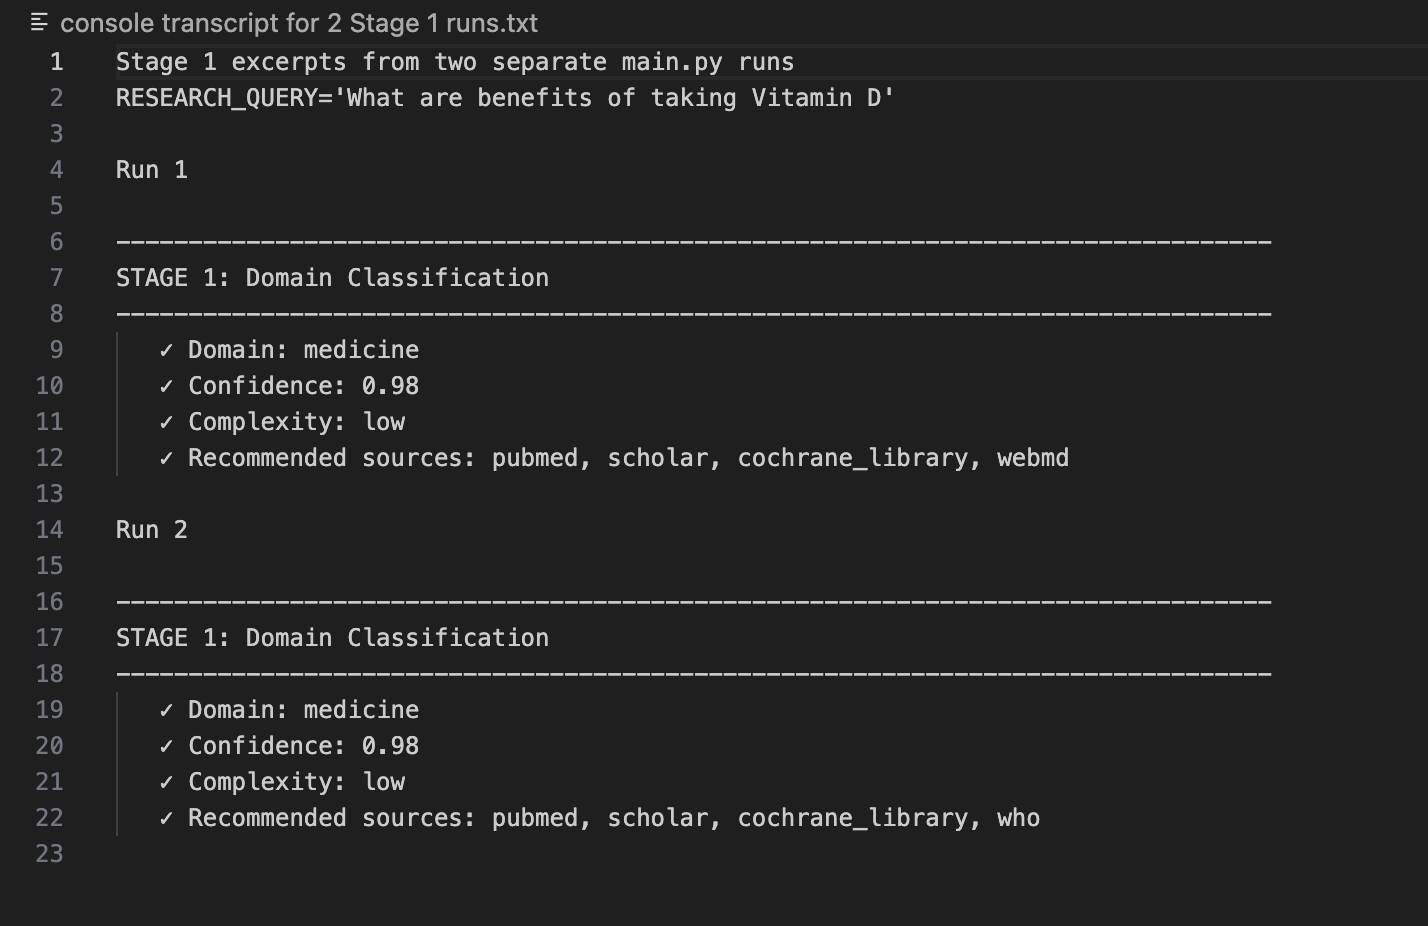 console transcript for 2 Stage 1 runs.txt
1 Stage 1 excerpts from two separate main.py runs
2 RESEARCH_QUERY='What are benefits of taking Vitamin D'
3
4 Run 1
5
6 --------------------------------------------------------------------------------
7 STAGE 1: Domain Classification
8 --------------------------------------------------------------------------------
9 ✓ Domain: medicine
10 ✓ Confidence: 0.98
11 ✓ Complexity: low
12 ✓ Recommended sources: pubmed, scholar, cochrane_library, webmd
13
14 Run 2
15
16 --------------------------------------------------------------------------------
17 STAGE 1: Domain Classification
18 --------------------------------------------------------------------------------
19 ✓ Domain: medicine
20 ✓ Confidence: 0.98
21 ✓ Complexity: low
22 ✓ Recommended sources: pubmed, scholar, cochrane_library, who
23